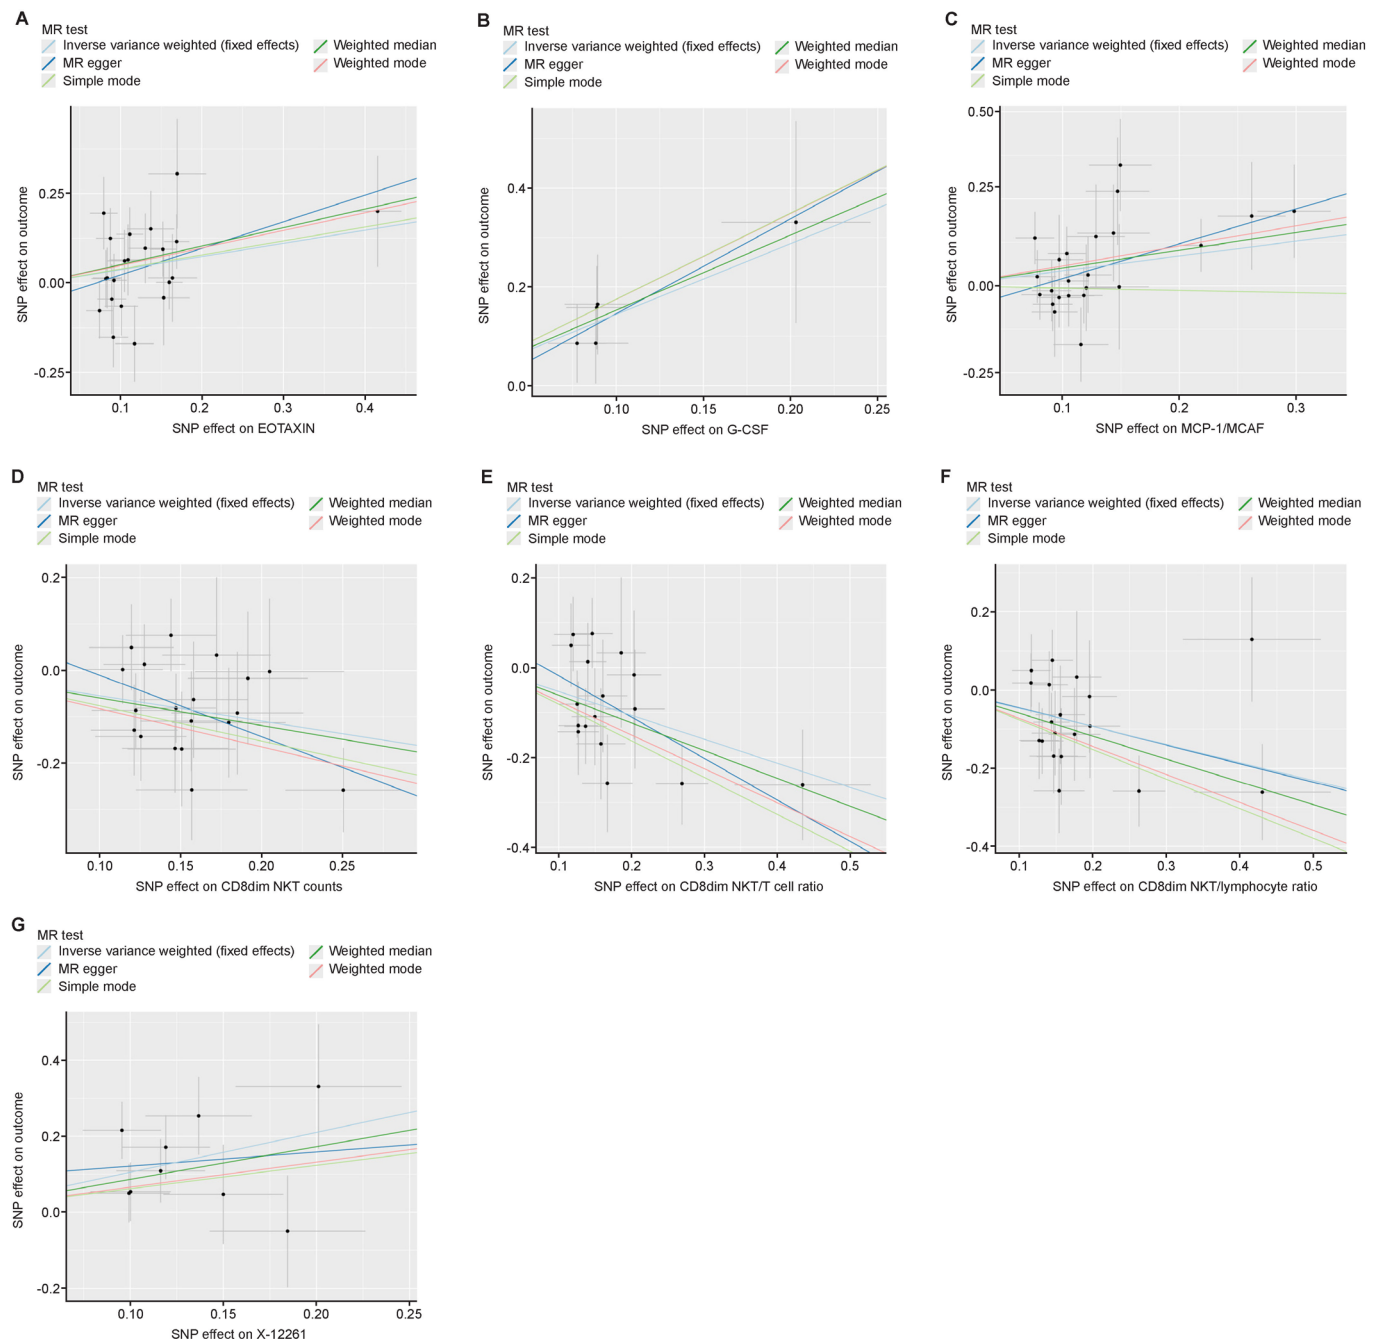 A
MR test
Inverse variance weighted (fixed effects)
Weighted median
MR egger
Weighted mode
Simple mode
0.25
0.00
-0.25
SNP effect on outcome
0.1 0.2 0.3 0.4
SNP effect on EOTAXIN
B
MR test
Inverse variance weighted (fixed effects)
Weighted median
MR egger
Weighted mode
Simple mode
0.4
0.2
0.0
SNP effect on outcome
0.10 0.15 0.20 0.25
SNP effect on G-CSF
C
MR test
Inverse variance weighted (fixed effects)
Weighted median
MR egger
Weighted mode
Simple mode
0.50
0.25
0.00
-0.25
SNP effect on outcome
0.1 0.2 0.3
SNP effect on MCP-1/MCAF
D
MR test
Inverse variance weighted (fixed effects)
Weighted median
MR egger
Weighted mode
Simple mode
0.2
0.0
-0.2
SNP effect on outcome
0.10 0.15 0.20 0.25
SNP effect on CD8dim NKT counts
E
MR test
Inverse variance weighted (fixed effects)
Weighted median
MR egger
Weighted mode
Simple mode
0.2
0.0
-0.2
-0.4
SNP effect on outcome
0.1 0.2 0.3 0.4 0.5
SNP effect on CD8dim NKT/T cell ratio
F
MR test
Inverse variance weighted (fixed effects)
Weighted median
MR egger
Weighted mode
Simple mode
0.2
0.0
-0.2
-0.4
SNP effect on outcome
0.1 0.2 0.3 0.4 0.5
SNP effect on CD8dim NKT/lymphocyte ratio
G
MR test
Inverse variance weighted (fixed effects)
Weighted median
MR egger
Weighted mode
Simple mode
0.4
0.2
0.0
-0.2
SNP effect on outcome
0.10 0.15 0.20 0.25
SNP effect on X-12261